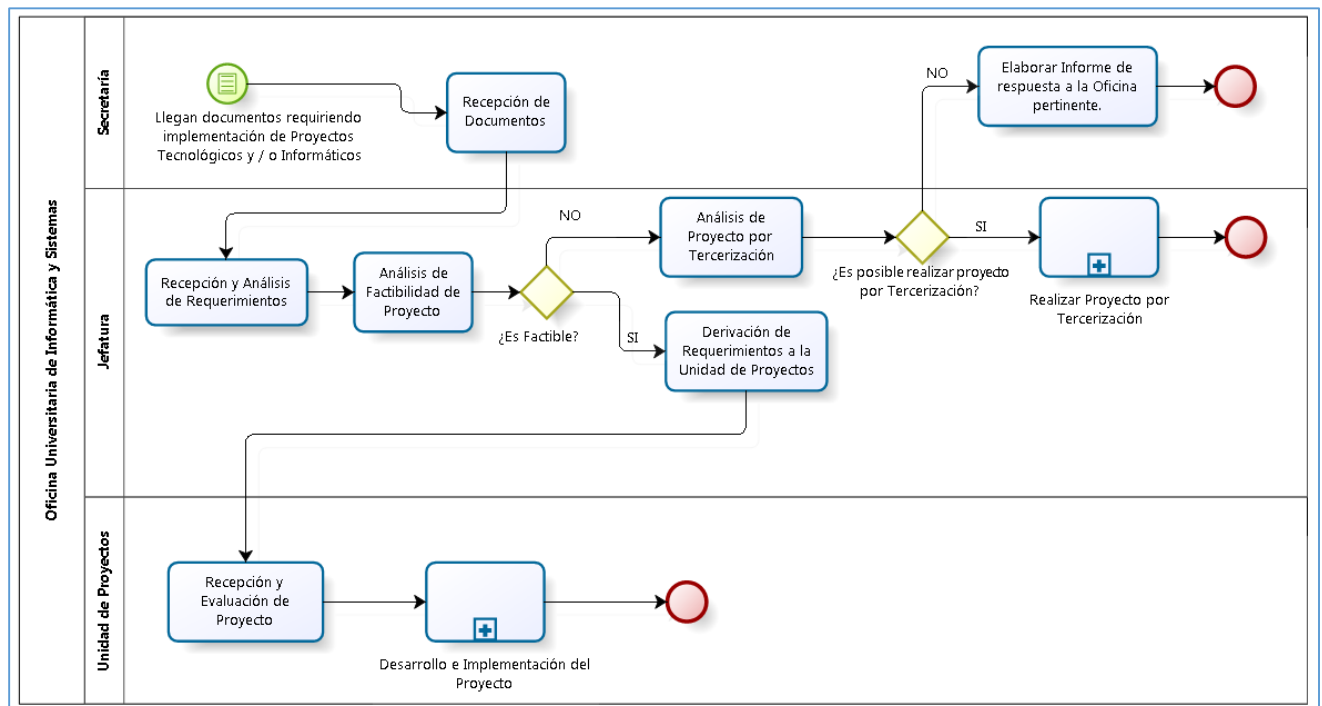 Oficina Universitaria de Informática y Sistemas
Secretaría
Llegan documentos requiriendo
implementación de Proyectos
Tecnológicos y / o Informáticos
Recepción de
Documentos
NO
Elaborar Informe de
respuesta a la Oficina
pertinente.
Jefatura
Recepción y Análisis
de Requerimientos
Análisis de
Factibilidad de
Proyecto
¿Es Factible?
NO
Análisis de
Proyecto por
Tercerización
¿Es posible realizar proyecto
por Tercerización?
SI
Realizar Proyecto por
Tercerización
SI
Derivación de
Requerimientos a la
Unidad de Proyectos
Unidad de Proyectos
Recepción y
Evaluación de
Proyecto
Desarrollo e Implementación del
Proyecto